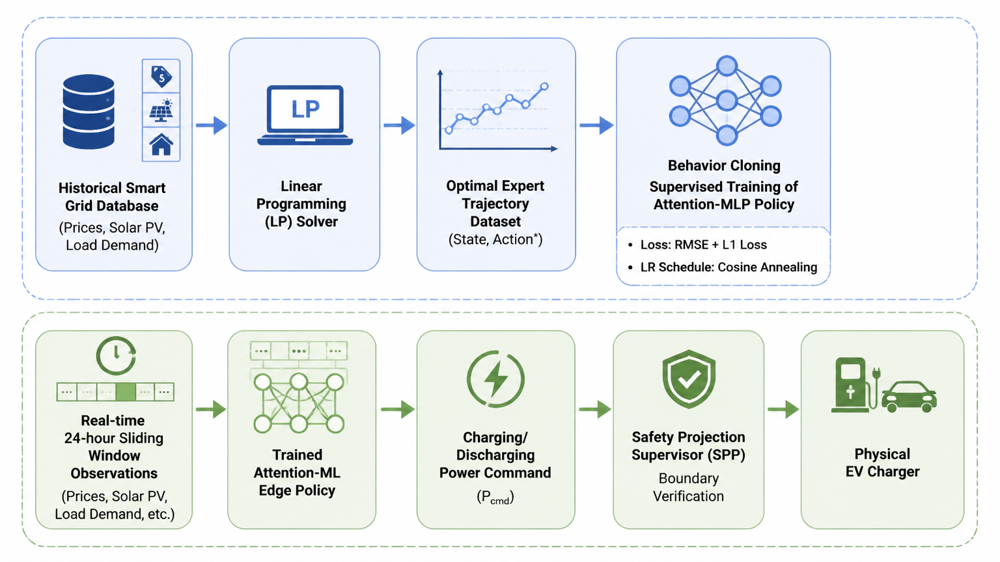 $
LP
Historical Smart
Grid Database
(Prices, Solar PV,
Load Demand)
Linear
Programming
(LP) Solver
Optimal Expert
Trajectory
Dataset
(State, Action*)
Behavior Cloning
Supervised Training of
Attention-MLP Policy
• Loss: RMSE + L1 Loss
• LR Schedule: Cosine Annealing
Real-time
24-hour Sliding
Window
Observations
(Prices, Solar PV,
Load Demand, etc.)
Trained
Attention-ML
Edge Policy
Charging/
Discharging
Power Command
(Pcmd)
Safety Projection
Supervisor (SPP)
Boundary
Verification
Physical
EV Charger